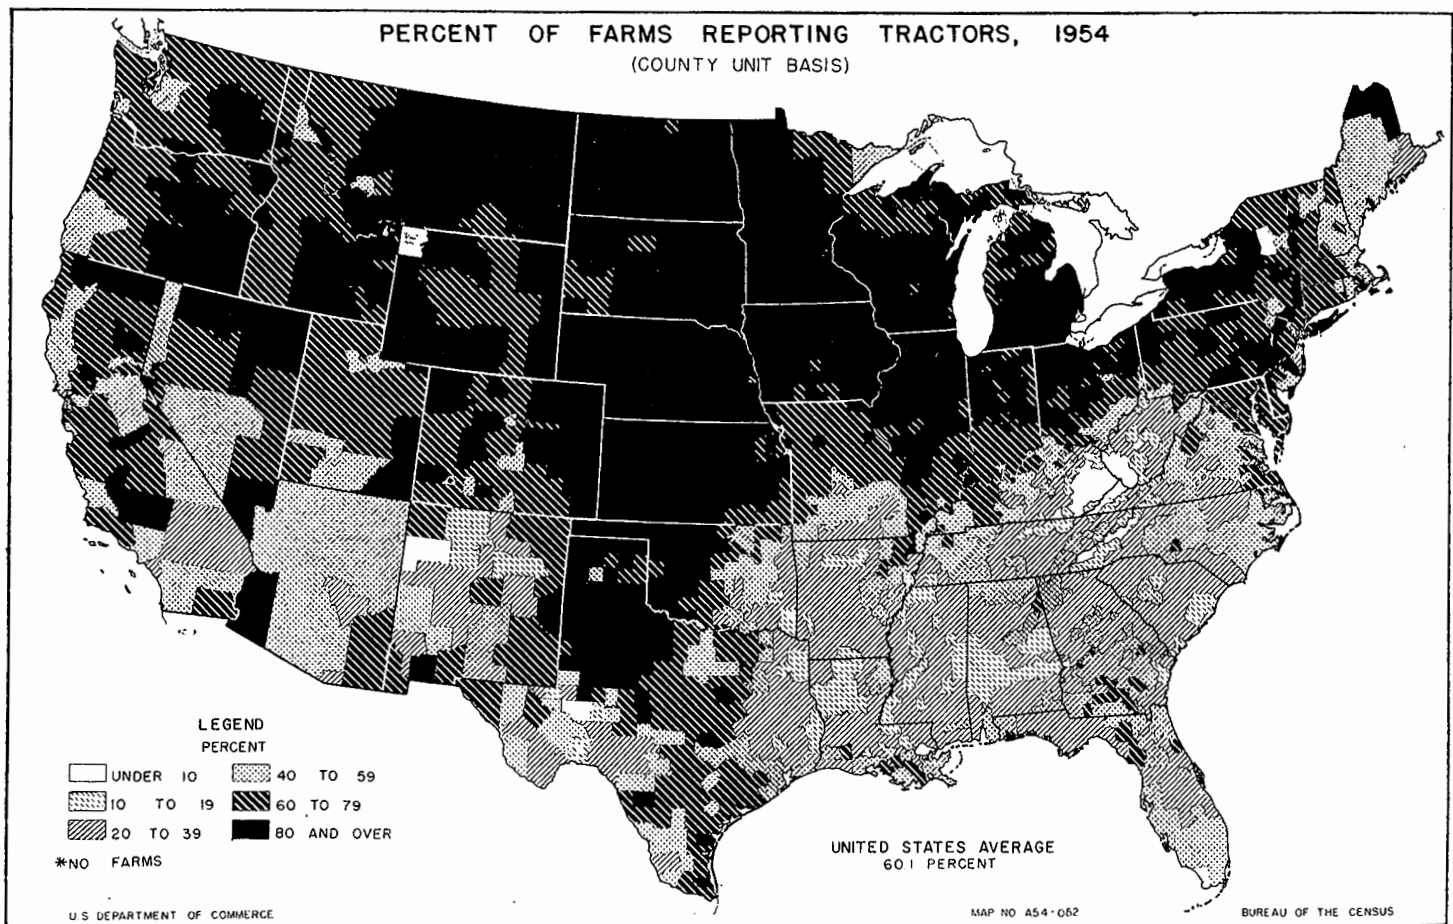 PERCENT OF FARMS REPORTING TRACTORS, 1954
(COUNTY UNIT BASIS)
LEGEND
PERCENT
UNDER 10
10 TO 19
20 TO 39
40 TO 59
60 TO 79
80 AND OVER
*NO FARMS
UNITED STATES AVERAGE
60.1 PERCENT
U.S DEPARTMENT OF COMMERCE
MAP NO A54-052
BUREAU OF THE CENSUS